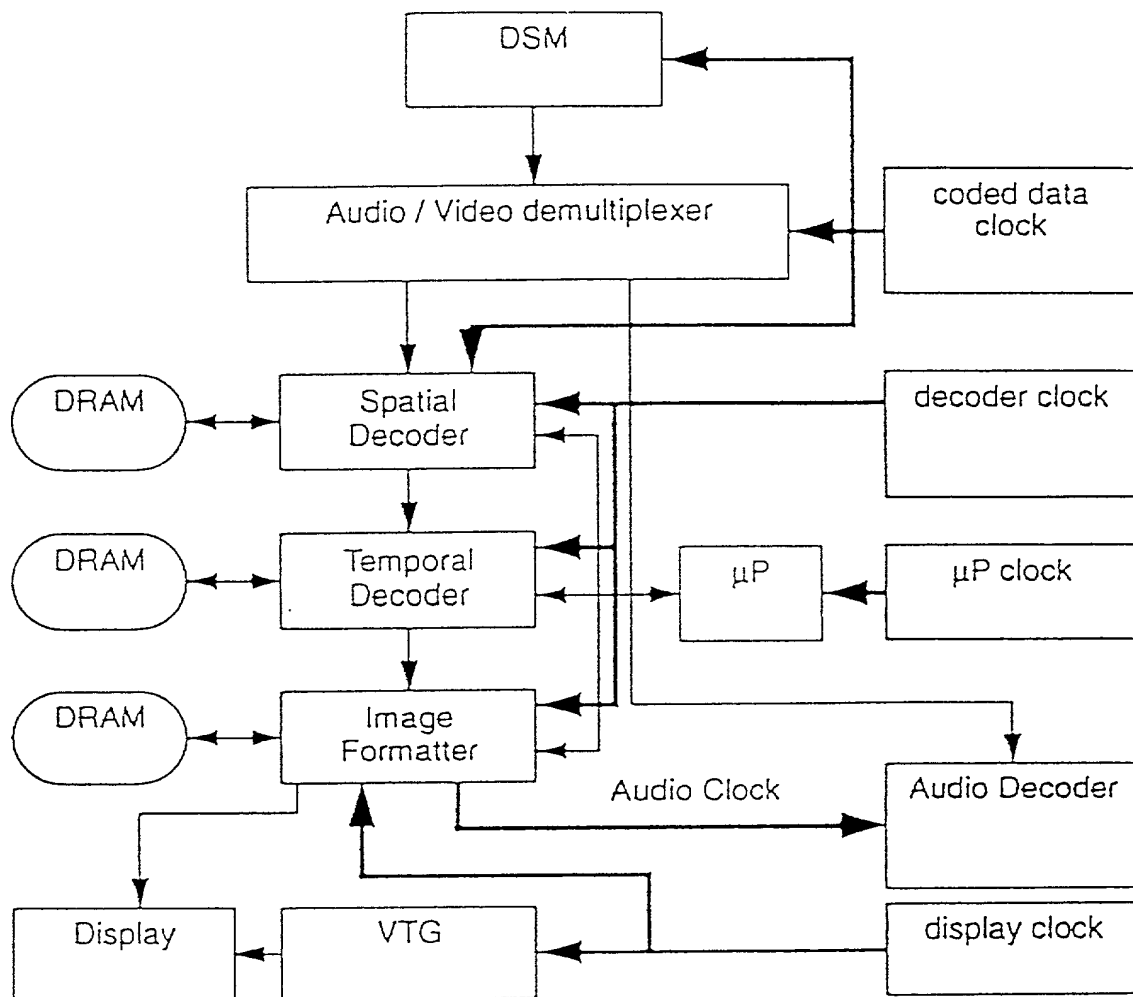 DSM
Audio / Video demultiplexer
coded data
clock
DRAM
Spatial
Decoder
decoder clock
DRAM
Temporal
Decoder
µP
µP clock
DRAM
Image
Formatter
Audio Clock
Audio Decoder
Display
VTG
display clock